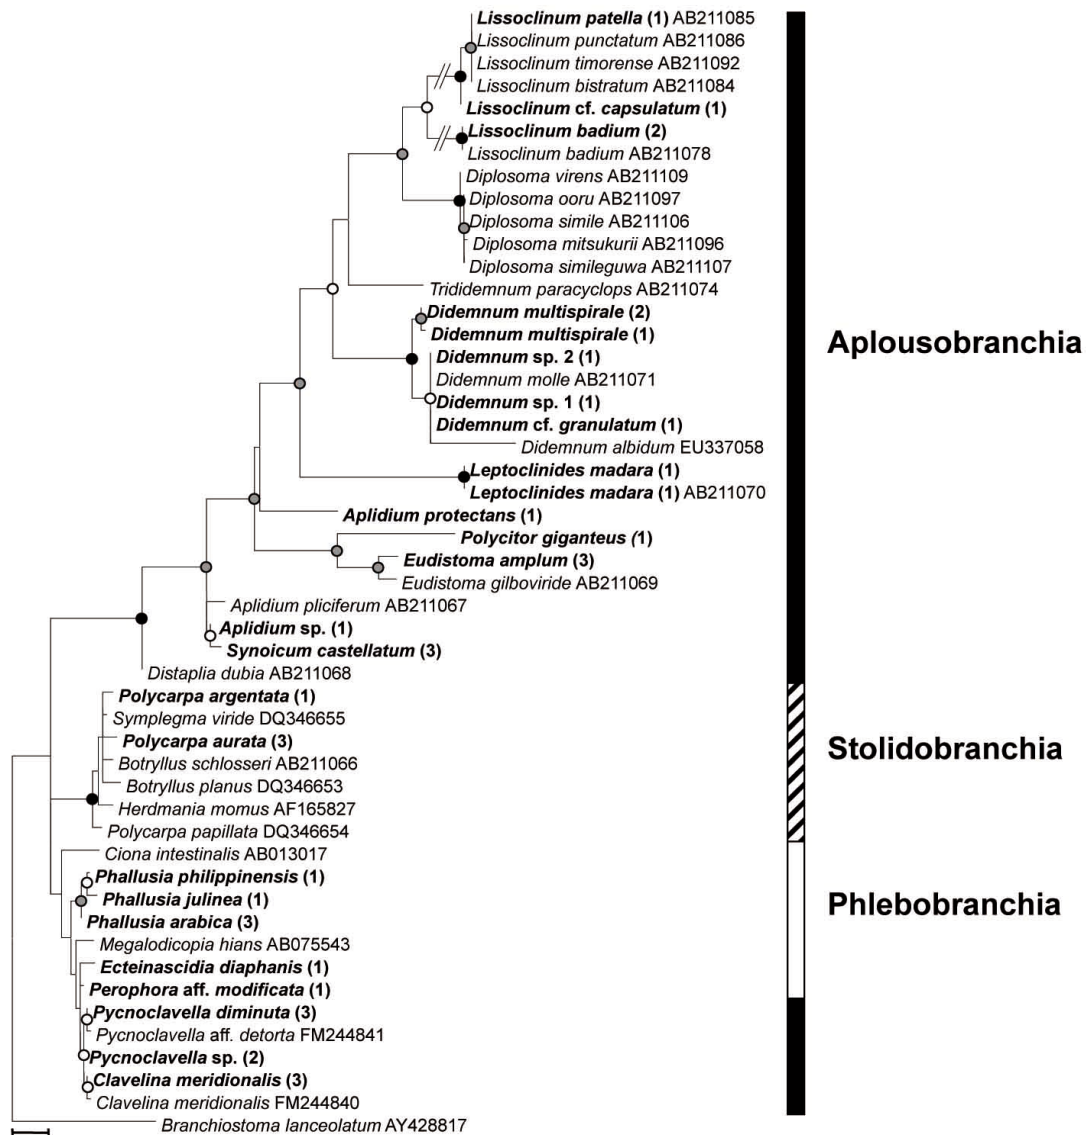 Lissoclinum patella (1) AB211085
Lissoclinum punctatum AB211086
Lissoclinum timorense AB211092
Lissoclinum bistratum AB211084
Lissoclinum cf. capsulatum (1)
Lissoclinum badium (2)
Lissoclinum badium AB211078
Diplosoma virens AB211109
Diplosoma ooru AB211097
Diplosoma simile AB211106
Diplosoma mitsukurii AB211096
Diplosoma simileguwa AB211107
Trididemnum paracyclops AB211074
Didemnum multispirale (2)
Didemnum multispirale (1)
Didemnum sp. 2 (1)
Didemnum molle AB211071
Didemnum sp. 1 (1)
Didemnum cf. granulatum (1)
Didemnum albidum EU337058
Leptoclinides madara (1)
Leptoclinides madara (1) AB211070
Aplidium protectans (1)
Polycitor giganteus (1)
Eudistoma amplum (3)
Eudistoma gilboviride AB211069
Aplidium pliciferum AB211067
Aplidium sp. (1)
Synoicum castellatum (3)
Distaplia dubia AB211068
Polycarpa argentata (1)
Symplegma viride DQ346655
Polycarpa aurata (3)
Botryllus schlosseri AB211066
Botryllus planus DQ346653
Herdmania momus AF165827
Polycarpa papillata DQ346654
Ciona intestinalis AB013017
Phallusia philippinensis (1)
Phallusia julinea (1)
Phallusia arabica (3)
Megalodicopia hians AB075543
Ecteinascidia diaphanis (1)
Perophora aff. modificata (1)
Pycnoclavella diminuta (3)
Pycnoclavella aff. detorta FM244841
Pycnoclavella sp. (2)
Clavelina meridionalis (3)
Clavelina meridionalis FM244840
Branchiostoma lanceolatum AY428817
Aplousobranchia
Stolidobranchia
Phlebobranchia